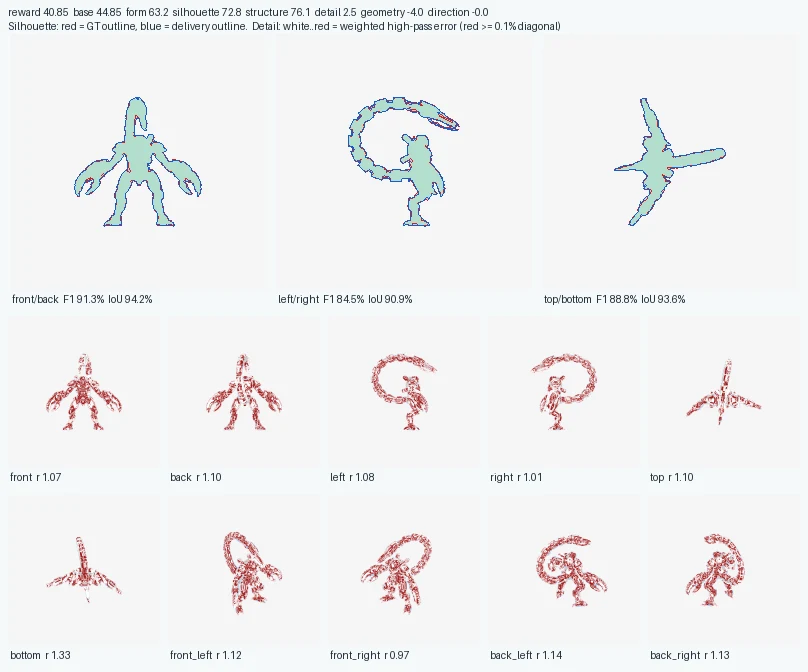 reward 40.85 base 44.85 form 63.2 silhouette 72.8 structure 76.1 detail 2.5 geometry -4.0 direction -0.0
Silhouette: red = GT outline, blue = delivery outline. Detail: white..red = weighted high-pass error (red >= 0.1% diagonal)
front/back F1 91.3% IoU 94.2%
left/right F1 84.5% IoU 90.9%
top/bottom F1 88.8% IoU 93.6%
front r 1.07
back r 1.10
left r 1.08
right r 1.01
top r 1.10
bottom r 1.33
front_left r 1.12
front_right r 0.97
back_left r 1.14
back_right r 1.13